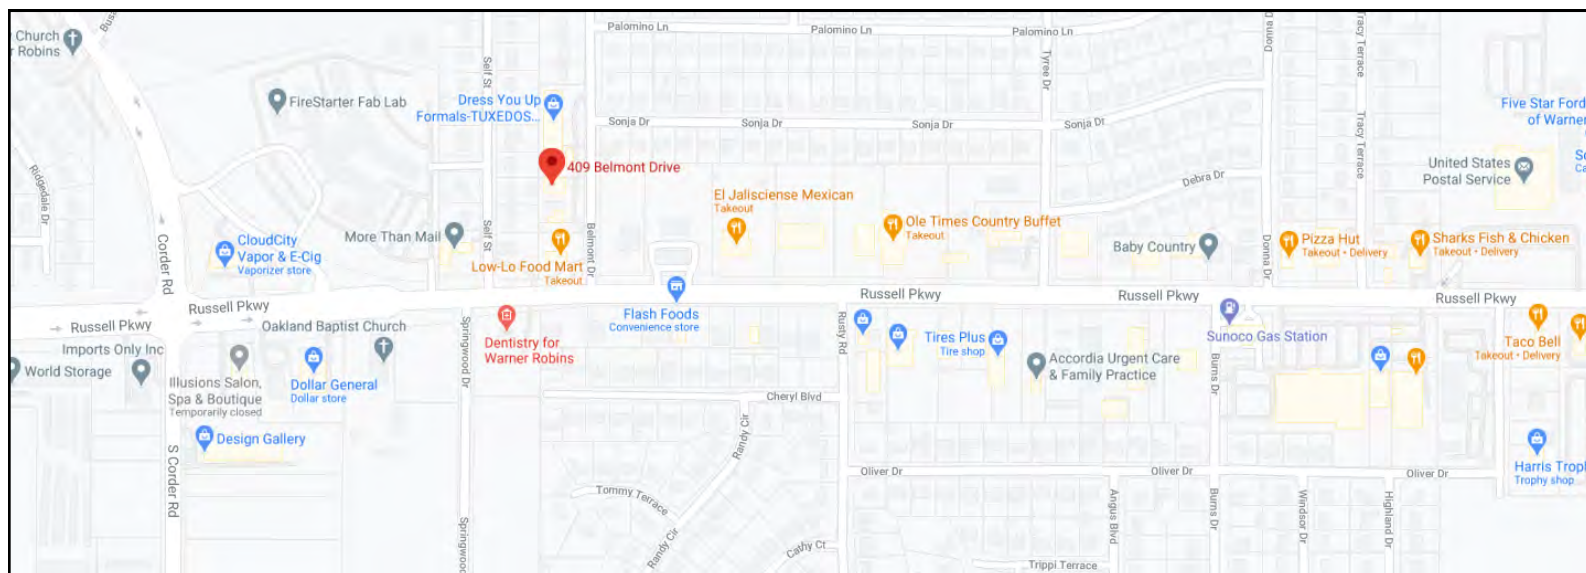 Church
r Robins
Bus
Palomino Ln
Palomino Ln
Palomino Ln
Donna D
Tracy Terrace
Self St
Tyree Dr
FireStarter Fab Lab
Dress You Up
Formals-TUXEDOS...
Five Star Ford
of Warner
Sonja Dr
Sonja Dr
Sonja Dr
Sonja Dr
Tracy Terrace
Ridgedale Dr
409 Belmont Drive
United States
Postal Service
So
Ca
Debra Dr
El Jalisciense Mexican
Takeout
Ole Times Country Buffet
Takeout
Self St
Belmont Dr
More Than Mail
CloudCity
Vapor & E-Cig
Vaporizer store
Corder Rd
Low-Lo Food Mart
Takeout
Baby Country
Donna Dr
Pizza Hut
Takeout • Delivery
Sharks Fish & Chicken
Takeout • Delivery
Russell Pkwy
Russell Pkwy
Russell Pkwy
Russell Pkwy
Russell Pkwy
Flash Foods
Convenience store
Oakland Baptist Church
Springwood Dr
Dentistry for
Warner Robins
Rusty Rd
Tires Plus
Tire shop
Sunoco Gas Station
Taco Bell
Takeout • Delivery
Imports Only Inc
World Storage
Illusions Salon,
Spa & Boutique
Temporarily closed
Dollar General
Dollar store
Accordia Urgent Care
& Family Practice
Burns Dr
Cheryl Blvd
Randy Cir
Design Gallery
S Corder Rd
Oliver Dr
Oliver Dr
Oliver Dr
Harris Trop
Trophy shop
Tommy Terrace
Springwood
Randy Cir
Cathy Ct
Angus Blvd
Burns Dr
Windsor Dr
Highland Dr
Trippi Terrace